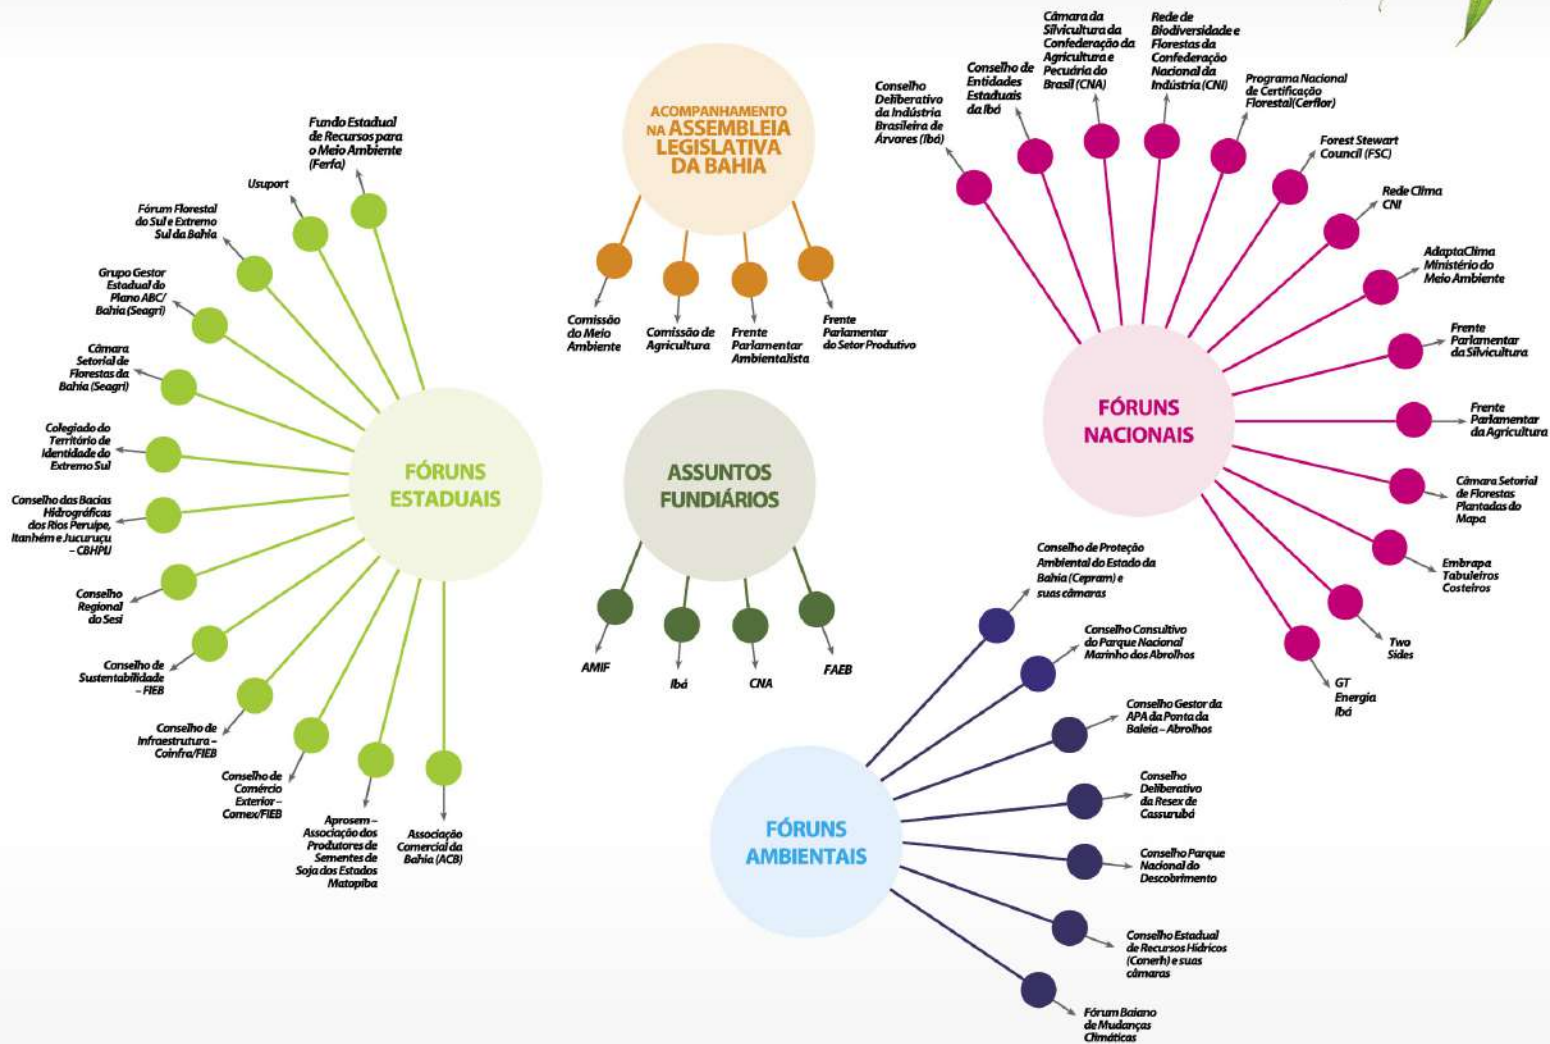 Fundo Estadual
de Recursos para
o Meio Ambiente
(Ferfa)
Usuport
Fórum Florestal
do Sul e Extremo
Sul da Bahia
Grupo Gestor
Estadual do
Plano ABC/
Bahia (Seagri)
Câmara
Setorial de
Florestas da
Bahia (Seagri)
Colegiado do
Território de
Identidade do
Extremo Sul
Conselho das Bacias
Hidrográficas
dos Rios Peruípe,
Itanhém e Jucuruçu
– CBHPIJ
Conselho
Regional
do Sesi
Conselho de
Sustentabilidade
– FIEB
Conselho de
Infraestrutura –
Coinfra/FIEB
Conselho de
Comércio
Exterior –
Comex/FIEB
Aprosem –
Associação dos
Produtores de
Sementes de
Soja dos Estados
Matopiba
Associação
Comercial da
Bahia (ACB)
FÓRUNS
ESTADUAIS
ACOMPANHAMENTO
NA ASSEMBLEIA
LEGISLATIVA
DA BAHIA
Comissão
do Meio
Ambiente
Comissão de
Agricultura
Frente
Parlamentar
Ambientalista
Frente
Parlamentar
do Setor Produtivo
ASSUNTOS
FUNDIÁRIOS
AMIF
Ibá
CNA
FAEB
Conselho
Deliberativo
da Indústria
Brasileira de
Árvores (Ibá)
Conselho de
Entidades
Estaduais
da Ibá
Câmara da
Silvicultura da
Confederação da
Agricultura e
Pecuária do
Brasil (CNA)
Rede de
Biodiversidade e
Florestas da
Confederação
Nacional da
Indústria (CNI)
Programa Nacional
de Certificação
Florestal(Cerflor)
Forest Stewart
Council (FSC)
Rede Clima
CNI
AdaptaClima
Ministério do
Meio Ambiente
Frente
Parlamentar
da Silvicultura
Frente
Parlamentar
da Agricultura
Câmara Setorial
de Florestas
Plantadas do
Mapa
Embrapa
Tabuleiros
Costeiros
Two
Sides
GT
Energia
Ibá
FÓRUNS
NACIONAIS
Conselho de Proteção
Ambiental do Estado da
Bahia (Cepram) e
suas câmaras
Conselho Consultivo
do Parque Nacional
Marinho dos Abrolhos
Conselho Gestor da
APA da Ponta da
Baleia – Abrolhos
Conselho
Deliberativo
da Resex de
Cassurubá
Conselho Parque
Nacional do
Descobrimento
Conselho Estadual
de Recursos Hídricos
(Conerh) e suas
câmaras
Fórum Baiano
de Mudanças
Climáticas
FÓRUNS
AMBIENTAIS